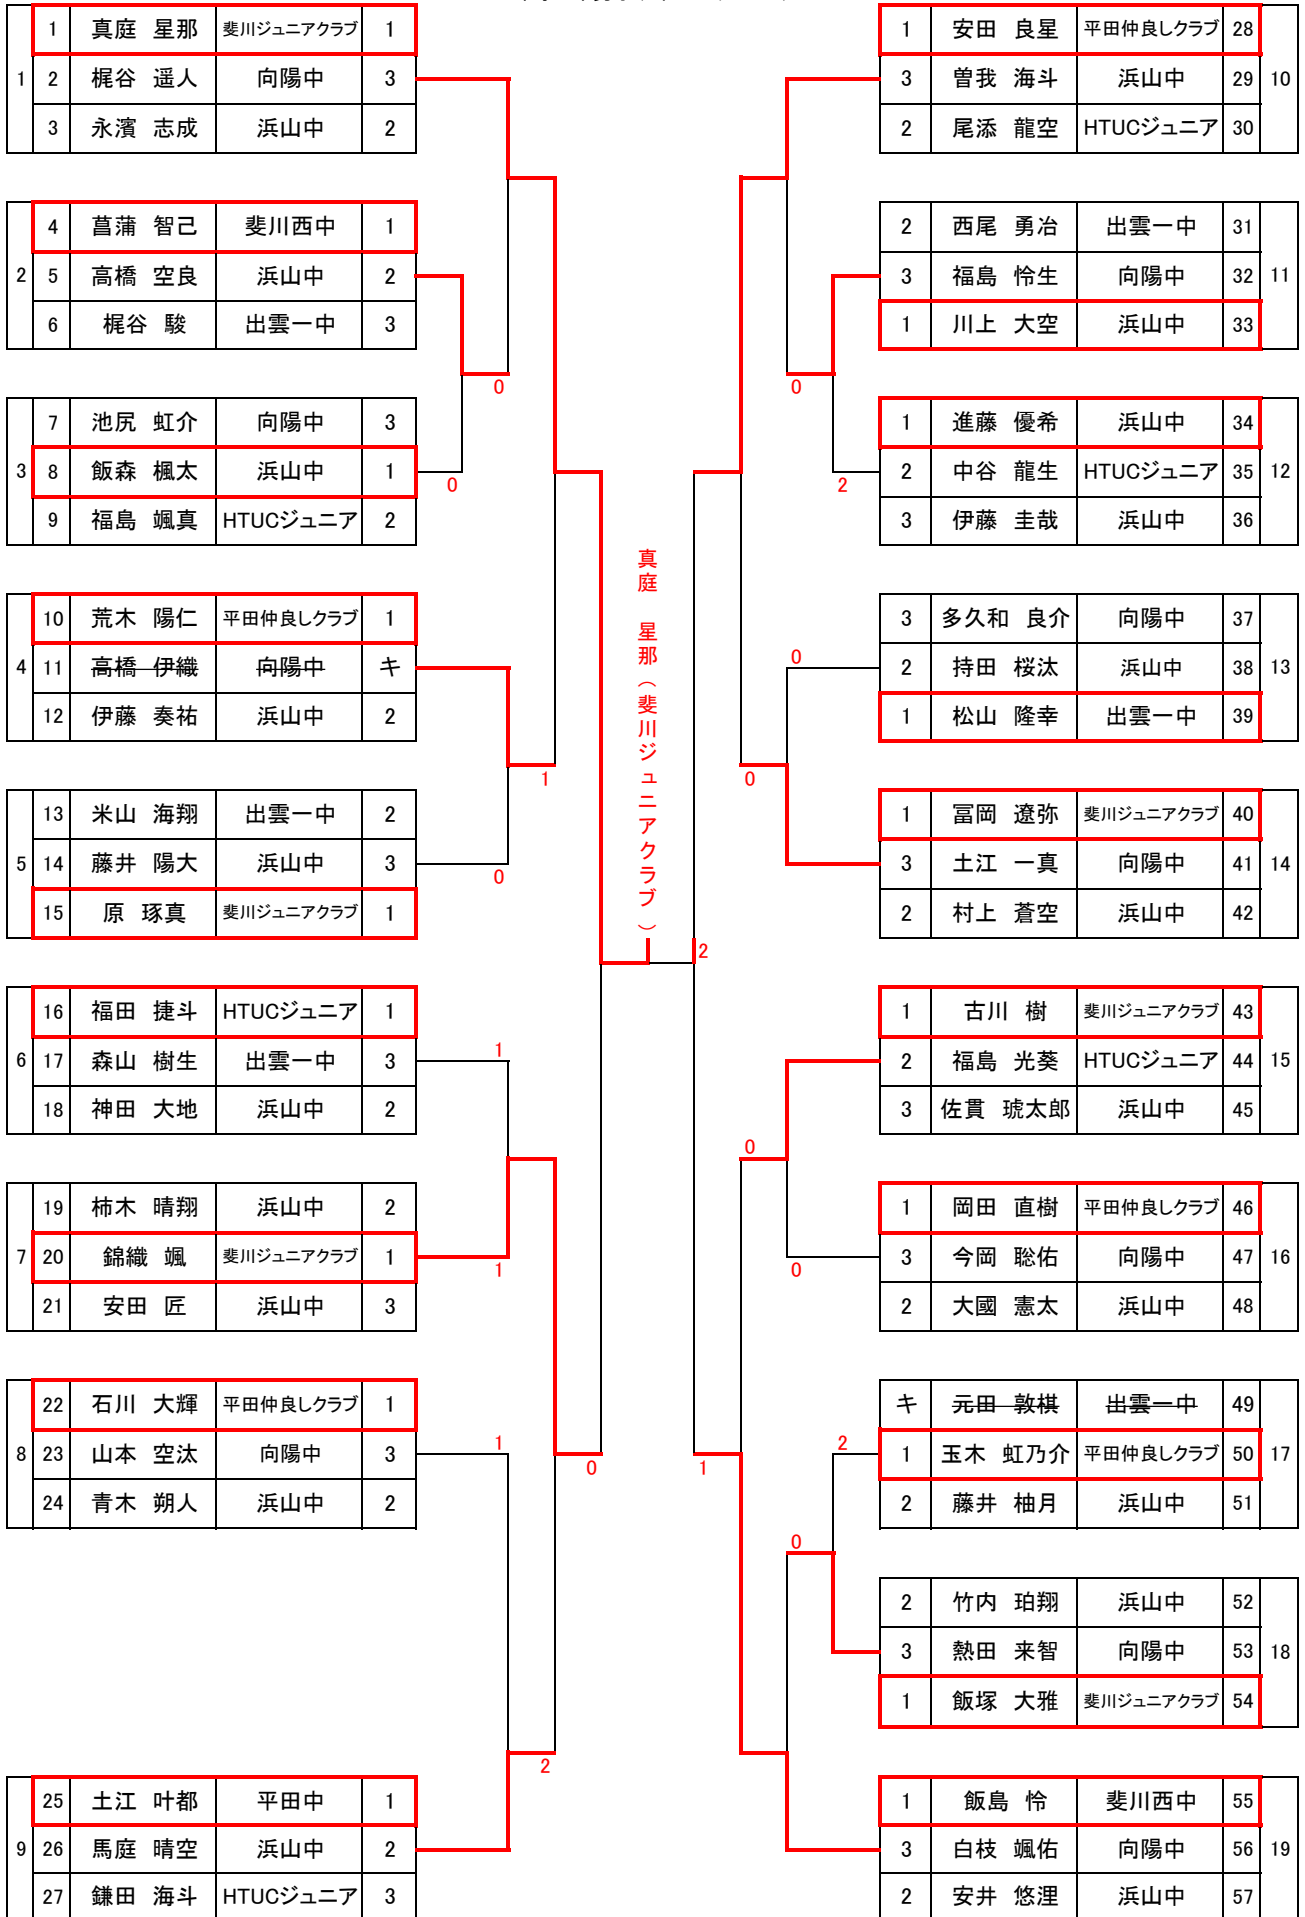 1 真庭 星那 斐川ジュニアクラブ 1
1 2 梶谷 遥人 向陽中 3
3 永濱 志成 浜山中 2
4 菖蒲 智己 斐川西中 1
2 5 高橋 空良 浜山中 2
6 梶谷 駿 出雲一中 3
0
7 池尻 虹介 向陽中 3
3 8 飯森 楓太 浜山中 1
0
9 福島 颯真 HTUCジュニア 2
10 荒木 陽仁 平田仲良しクラブ 1
4 11 高橋 伊織 向陽中 キ
12 伊藤 奏祐 浜山中 2
1
13 米山 海翔 出雲一中 2
5 14 藤井 陽大 浜山中 3
0
15 原 琢真 斐川ジュニアクラブ 1
16 福田 捷斗 HTUCジュニア 1
1
6 17 森山 樹生 出雲一中 3
18 神田 大地 浜山中 2
19 柿木 晴翔 浜山中 2
7 20 錦織 颯 斐川ジュニアクラブ 1
1
21 安田 匠 浜山中 3
22 石川 大輝 平田仲良しクラブ 1
1
8 23 山本 空汰 向陽中 3
0
24 青木 朔人 浜山中 2
2
25 土江 叶都 平田中 1
9 26 馬庭 晴空 浜山中 2
27 鎌田 海斗 HTUCジュニア 3
真庭 星那(斐川ジュニアクラブ)
2
1 安田 良星 平田仲良しクラブ 28
3 曽我 海斗 浜山中 29 10
2 尾添 龍空 HTUCジュニア 30
2 西尾 勇冶 出雲一中 31
3 福島 怜生 向陽中 32 11
1 川上 大空 浜山中 33
0
1 進藤 優希 浜山中 34
2 中谷 龍生 HTUCジュニア 35 12
2
3 伊藤 圭哉 浜山中 36
3 多久和 良介 向陽中 37
0
2 持田 桜汰 浜山中 38 13
1 松山 隆幸 出雲一中 39
0
1 冨岡 遼弥 斐川ジュニアクラブ 40
3 土江 一真 向陽中 41 14
2 村上 蒼空 浜山中 42
1 古川 樹 斐川ジュニアクラブ 43
2 福島 光葵 HTUCジュニア 44 15
3 佐貫 琥太郎 浜山中 45
0
1 岡田 直樹 平田仲良しクラブ 46
3 今岡 聡佑 向陽中 47 16
0
2 大國 憲太 浜山中 48
キ 元田 敦棋 出雲一中 49
2
1 玉木 虹乃介 平田仲良しクラブ 50 17
1
2 藤井 柚月 浜山中 51
0
2 竹内 珀翔 浜山中 52
3 熱田 来智 向陽中 53 18
1 飯塚 大雅 斐川ジュニアクラブ 54
1 飯島 怜 斐川西中 55
3 白枝 颯佑 向陽中 56 19
2 安井 悠浬 浜山中 57